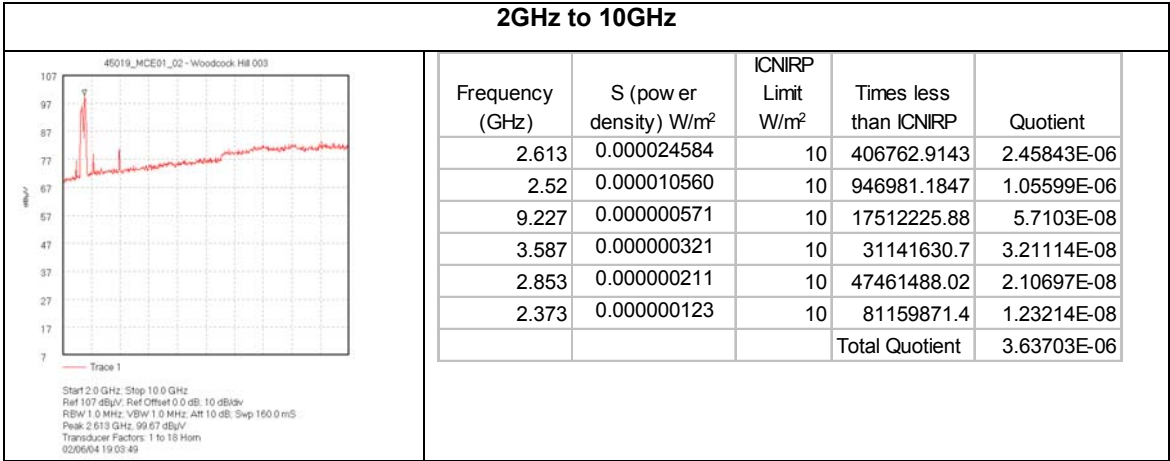 2GHz to 10GHz
45019_MCE01_02 - Woodcock Hill 003
107
97
87
77
67
57
47
37
27
17
7
dBµV
Trace 1
Start 2.0 GHz; Stop 10.0 GHz
Ref 107 dBµV; Ref Offset 0.0 dB; 10 dB/div
RBW 1.0 MHz; VBW 1.0 MHz; Att 10 dB; Swp 160.0 mS
Peak 2.613 GHz, 99.67 dBµV
Transducer Factors: 1 to 18 Horn
02/06/04 19:03:49
Frequency (GHz) S (pow er density) W/m² ICNIRP Limit W/m² Times less than ICNIRP Quotient
2.613 0.000024584 10 406762.9143 2.45843E-06
2.52 0.000010560 10 946981.1847 1.05599E-06
9.227 0.000000571 10 17512225.88 5.7103E-08
3.587 0.000000321 10 31141630.7 3.21114E-08
2.853 0.000000211 10 47461488.02 2.10697E-08
2.373 0.000000123 10 81159871.4 1.23214E-08
Total Quotient 3.63703E-06